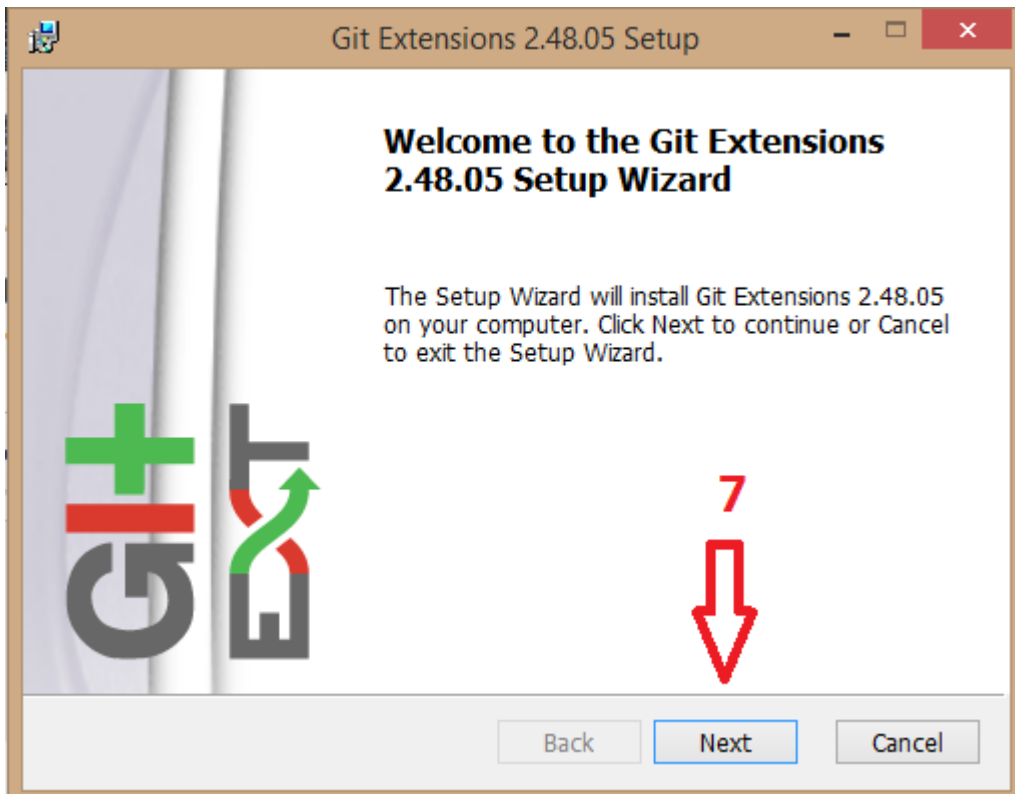 Git Extensions 2.48.05 Setup
Welcome to the Git Extensions
2.48.05 Setup Wizard
The Setup Wizard will install Git Extensions 2.48.05
on your computer. Click Next to continue or Cancel
to exit the Setup Wizard.
GIt
EXT
7
Back Next Cancel